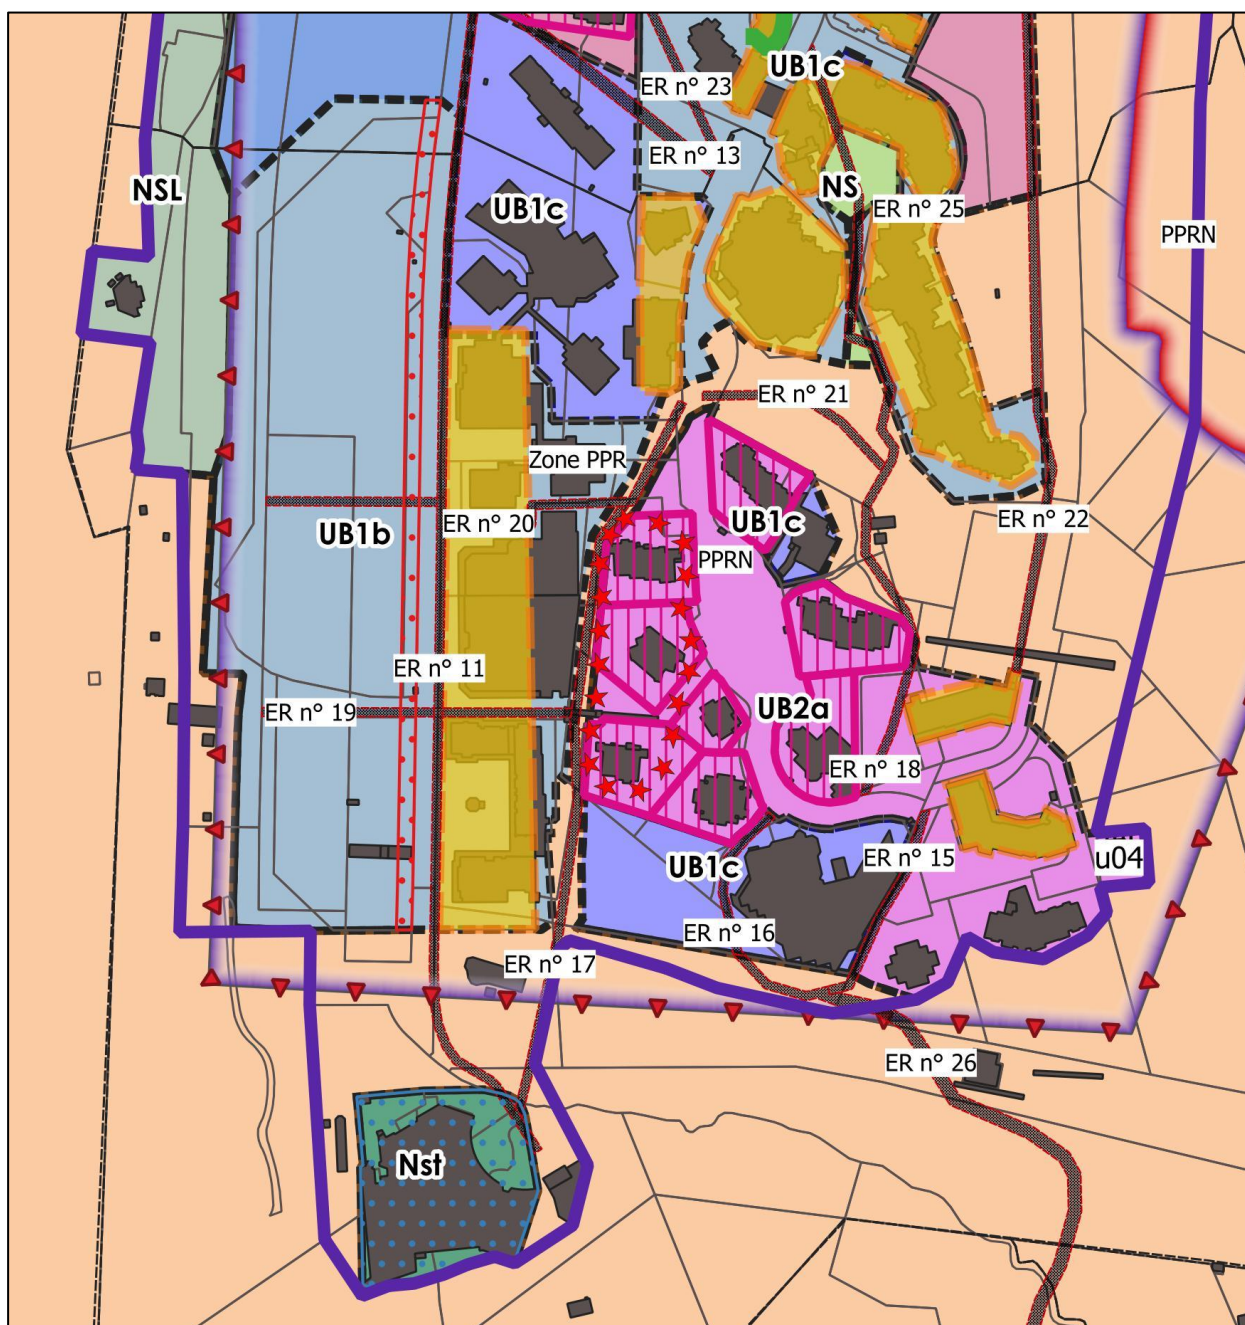 UB1c
ER n° 23
ER n° 13
NSL
NS
UB1c
ER n° 25
PPRN
ER n° 21
Zone PPR
UB1c
ER n° 20
ER n° 22
UB1b
PPRN
ER n° 11
ER n° 19
UB2a
ER n° 18
UB1c
ER n° 15
u04
ER n° 16
ER n° 17
ER n° 26
Nst